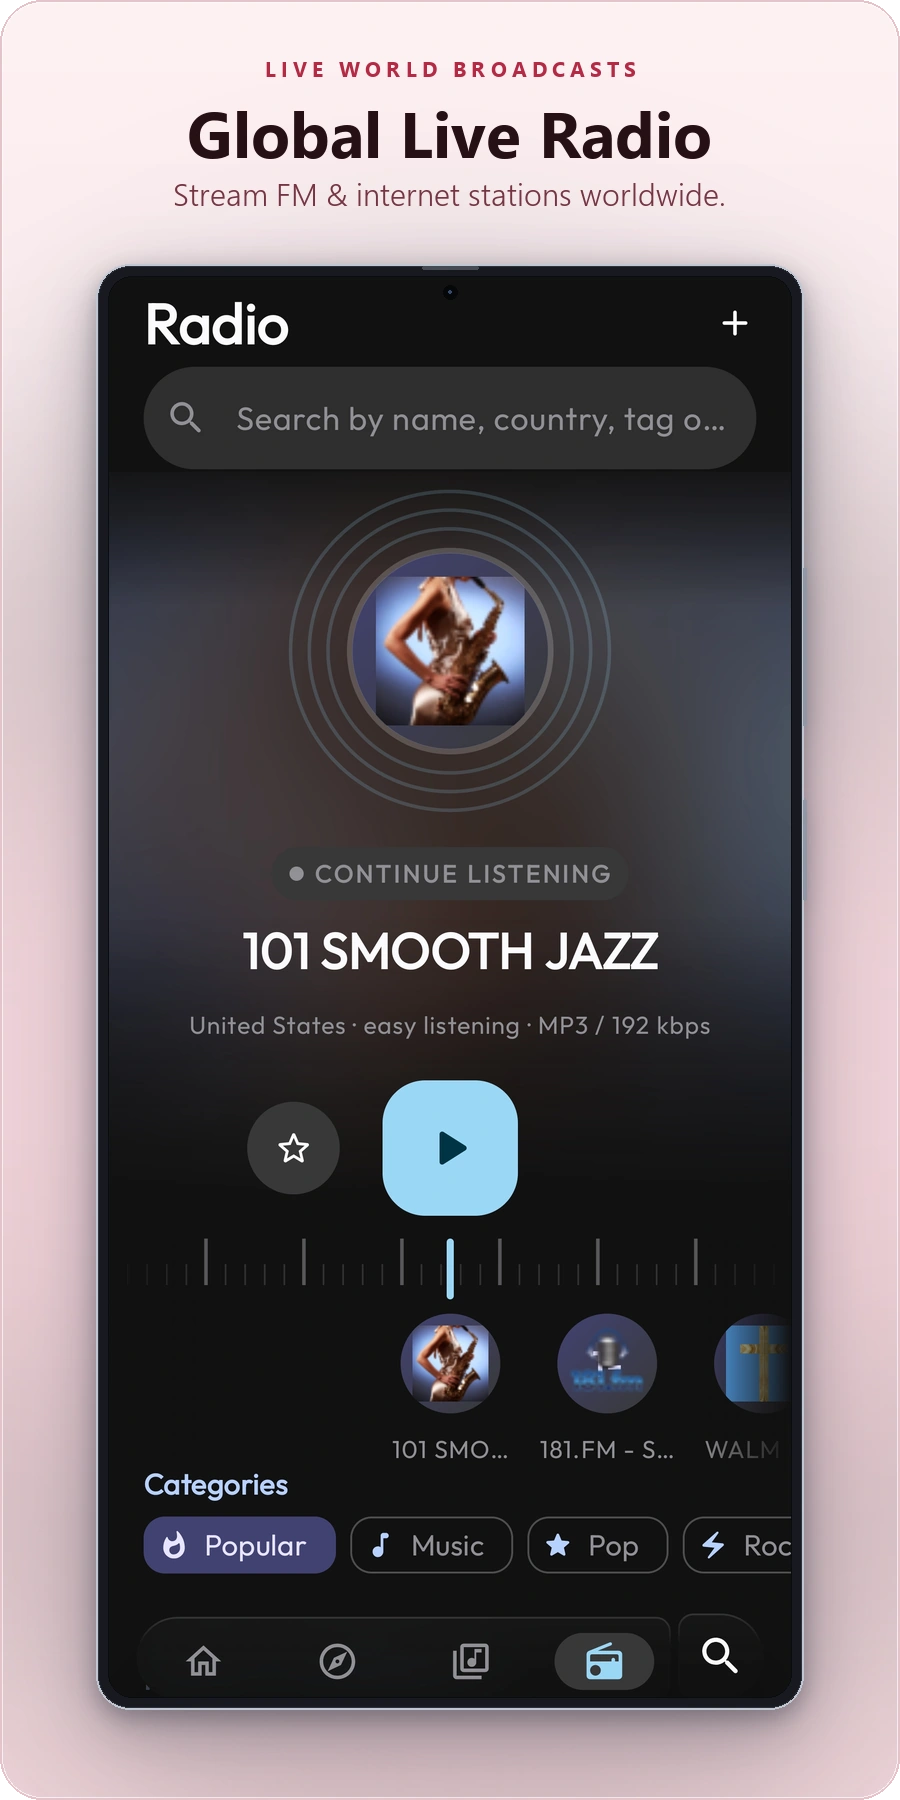 LIVE WORLD BROADCASTS
Global Live Radio
Stream FM & internet stations worldwide.
Radio
Search by name, country, tag o...
CONTINUE LISTENING
101 SMOOTH JAZZ
United States · easy listening · MP3 / 192 kbps
181.fm
101 SMO...
181.FM - S...
WALM
Categories
Popular
Music
Pop
Roc